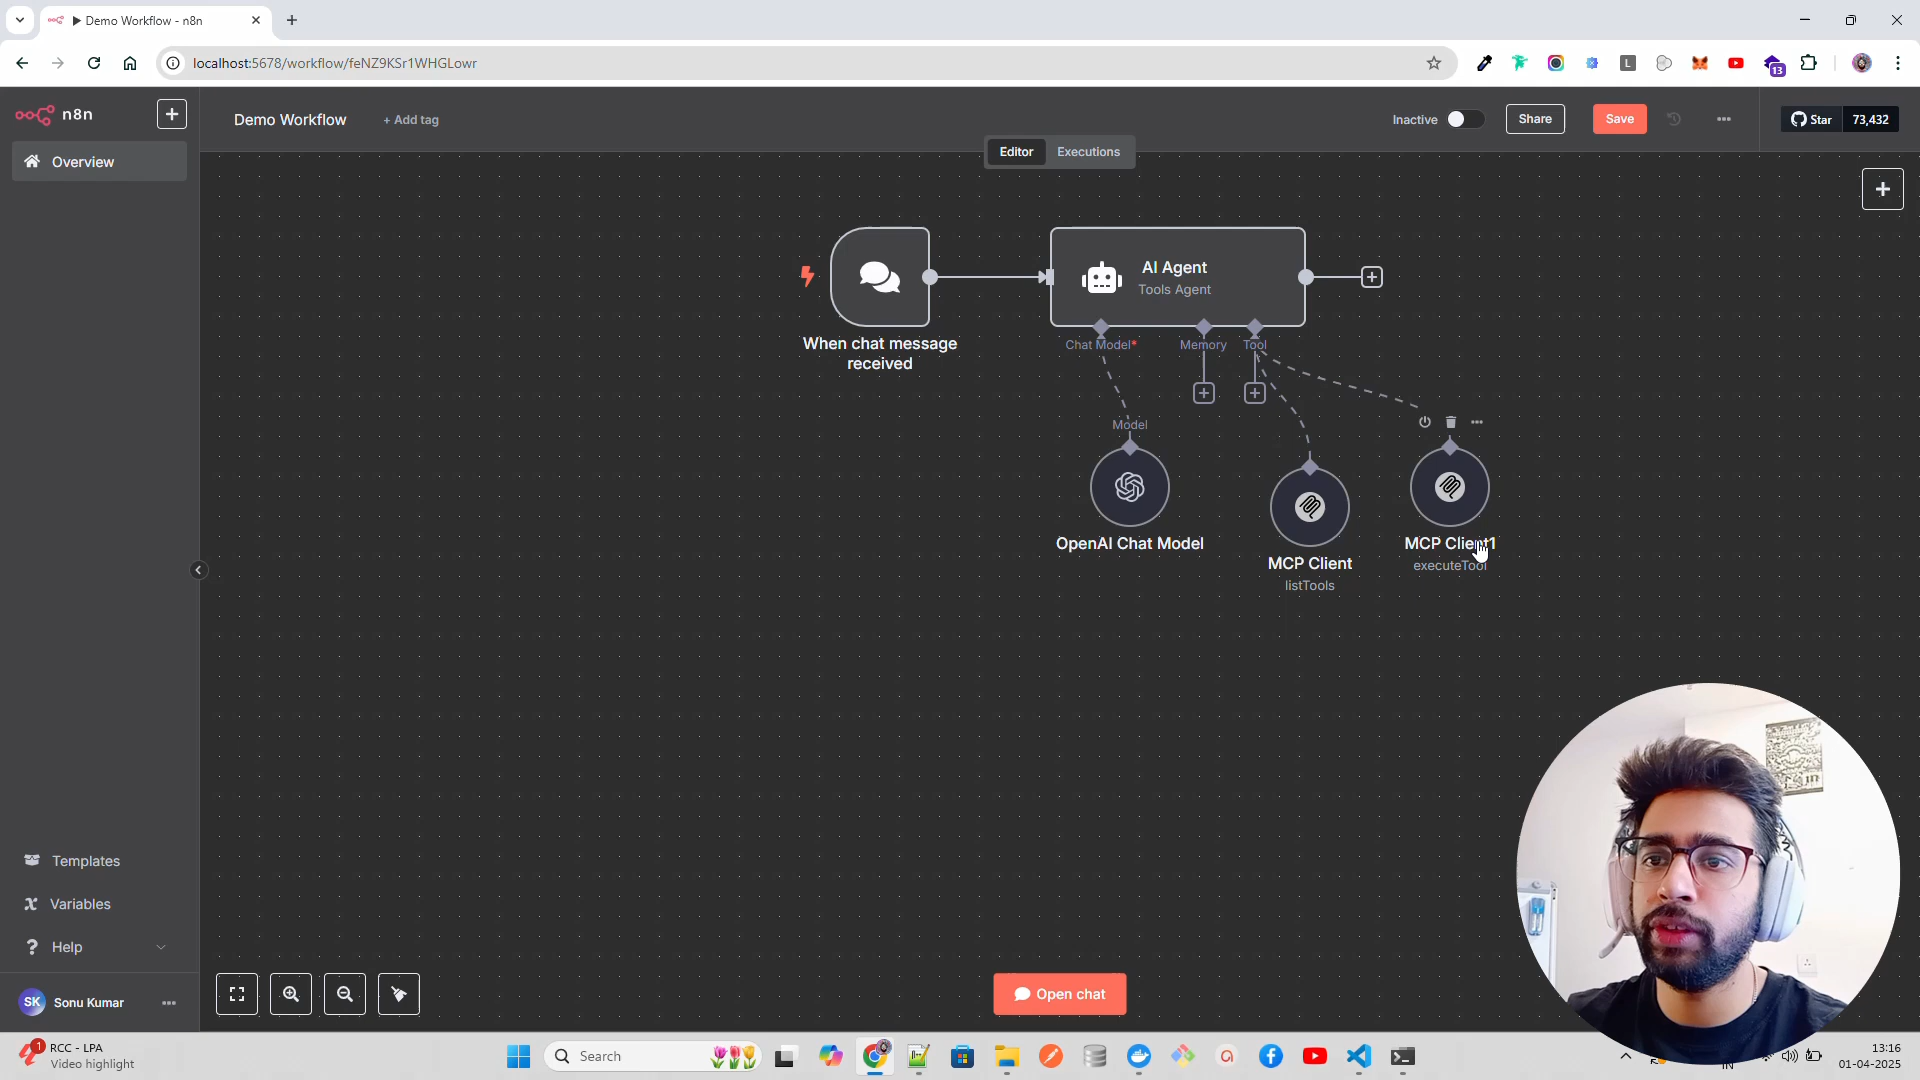 Demo Workflow - n8n
localhost:5678/workflow/feNZ9KSr1WHGLowr
L
13
n8n
Demo Workflow
+ Add tag
Inactive
Share
Save
Star
73,432
Overview
Editor
Executions
AI Agent
Tools Agent
When chat message
received
Chat Model*
Memory
Tool
Model
OpenAI Chat Model
MCP Client
listTools
MCP Client1
executeTool
Templates
Variables
Help
SK
Sonu Kumar
Open chat
1
RCC - LPA
Video highlight
Search
IN
13:16
01-04-2025